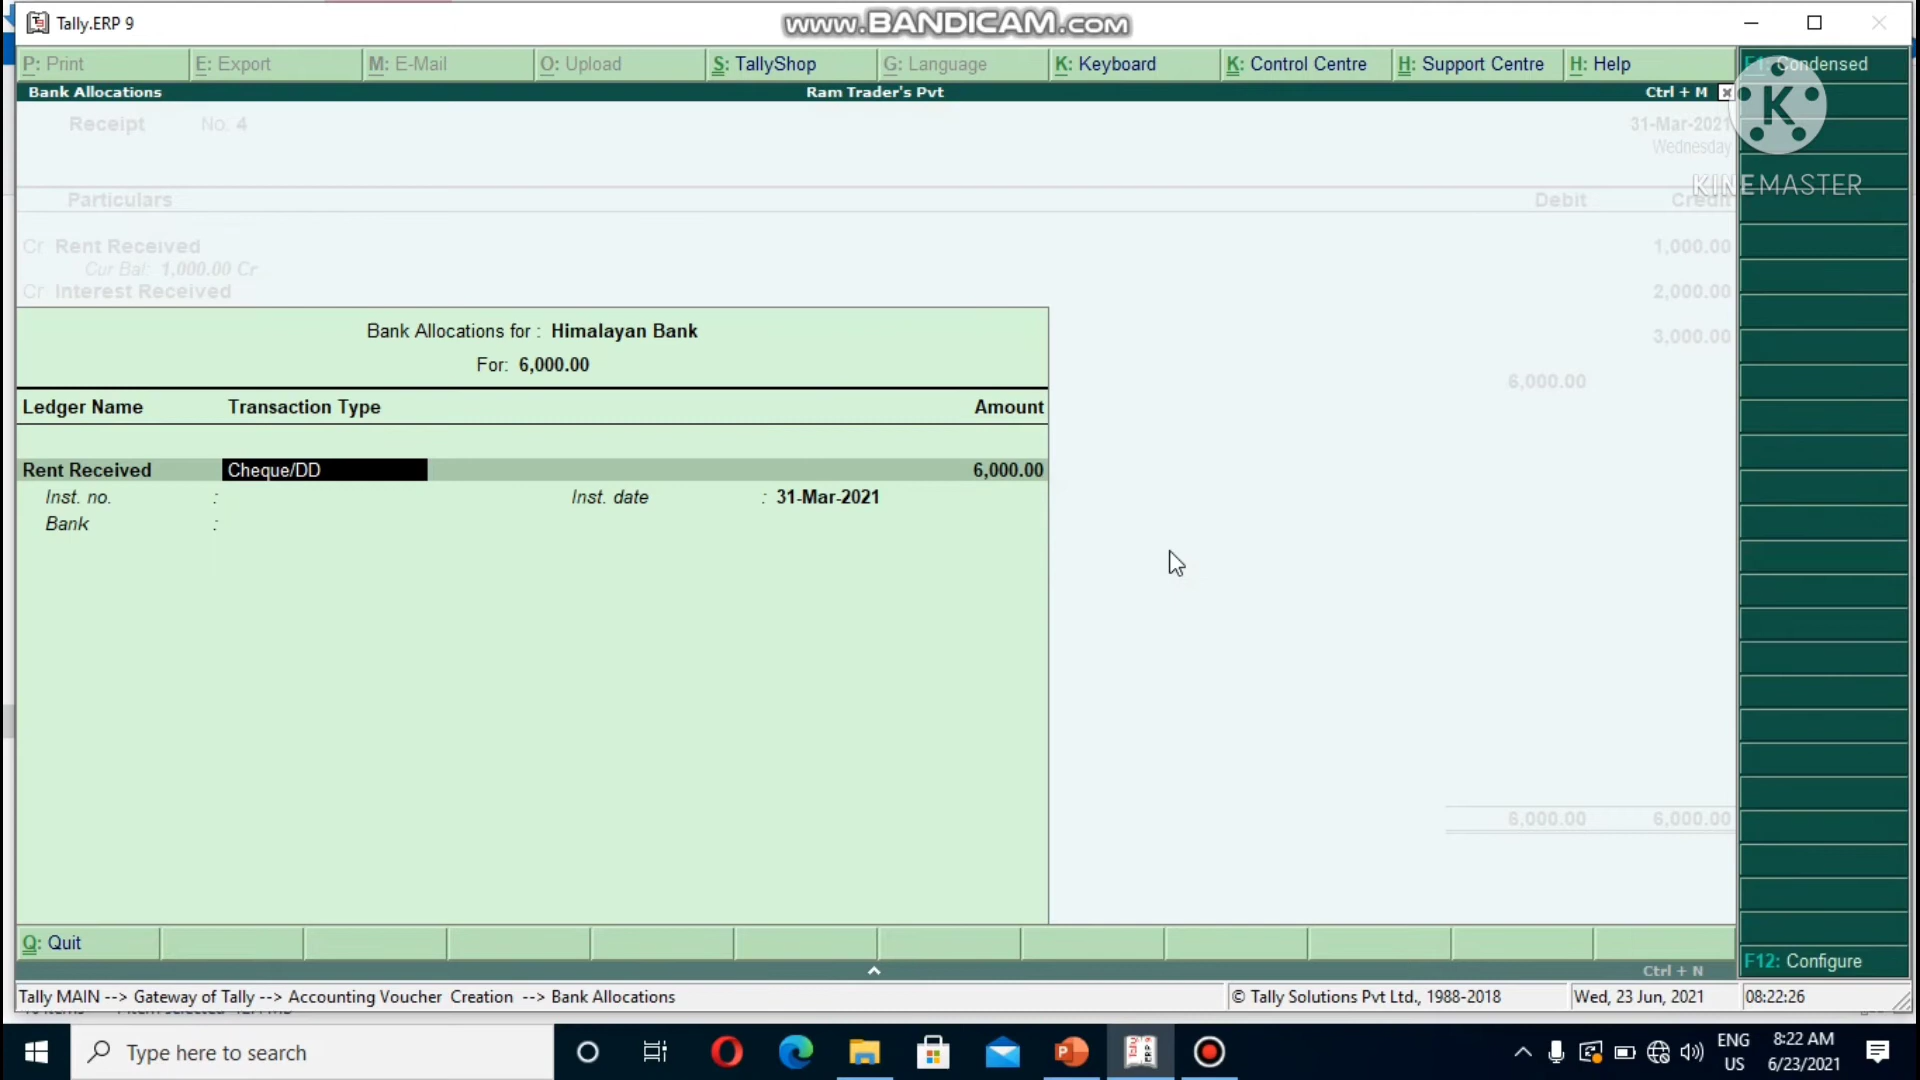 Tally.ERP 9
www.BANDICAM.com
P: Print
E: Export
M: E-Mail
O: Upload
S: TallyShop
G: Language
K: Keyboard
K: Control Centre
H: Support Centre
H: Help
F1: Condensed
Bank Allocations
Ram Trader's Pvt
Ctrl + M
K
KINEMASTER
Receipt No. 4
31-Mar-2021
Wednesday
Particulars Debit Credit
Cr Rent Received 1,000.00
Cur Bal: 1,000.00 Cr
Cr Interest Received 2,000.00
3,000.00
6,000.00
Bank Allocations for : Himalayan Bank
For: 6,000.00
Ledger Name Transaction Type Amount
Rent Received Cheque/DD 6,000.00
Inst. no. : Inst. date : 31-Mar-2021
Bank :
6,000.00 6,000.00
Q: Quit
F12: Configure
Ctrl + N
Tally MAIN --> Gateway of Tally --> Accounting Voucher Creation --> Bank Allocations
© Tally Solutions Pvt Ltd., 1988-2018
Wed, 23 Jun, 2021
08:22:26
Type here to search
ENG
US
8:22 AM
6/23/2021